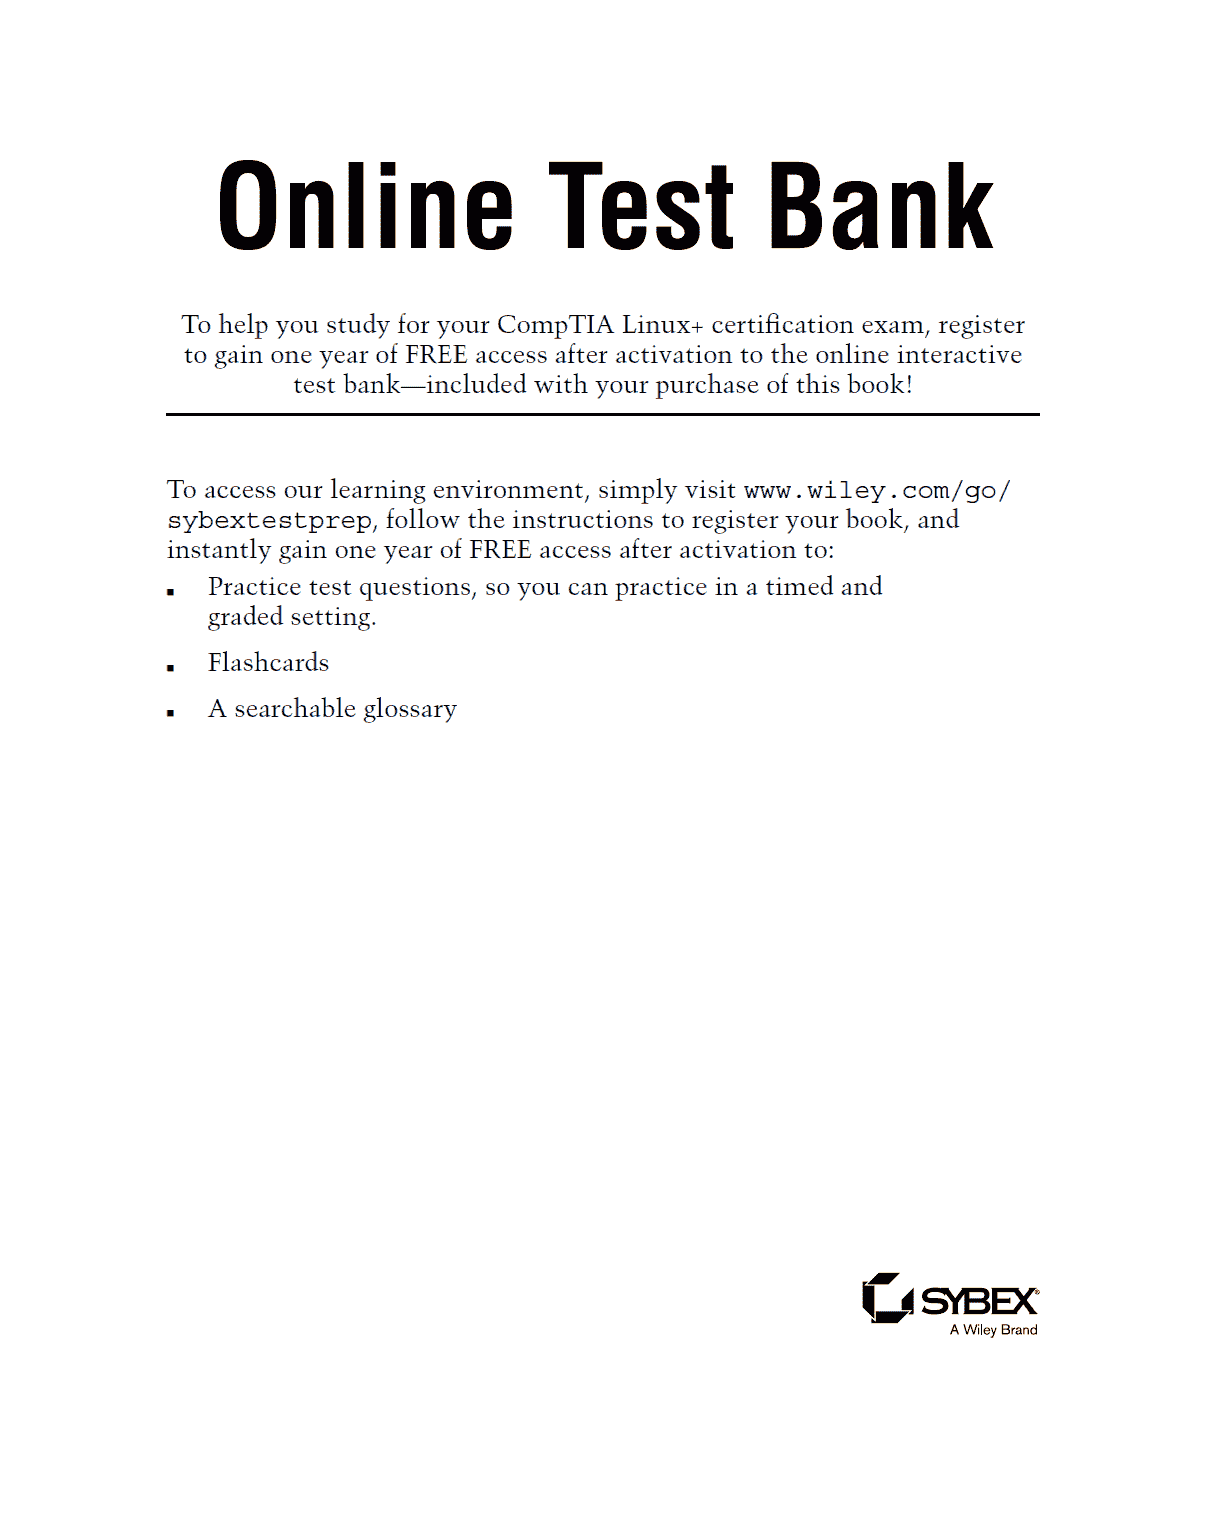 Online Test Bank
To help you study for your CompTIA Linux+ certification exam, register
to gain one year of FREE access after activation to the online interactive
test bank—included with your purchase of this book!
To access our learning environment, simply visit www.wiley.com/go/
sybextestprep, follow the instructions to register your book, and
instantly gain one year of FREE access after activation to:
▪ Practice test questions, so you can practice in a timed and
graded setting.
▪ Flashcards
▪ A searchable glossary
SYBEX®
A Wiley Brand